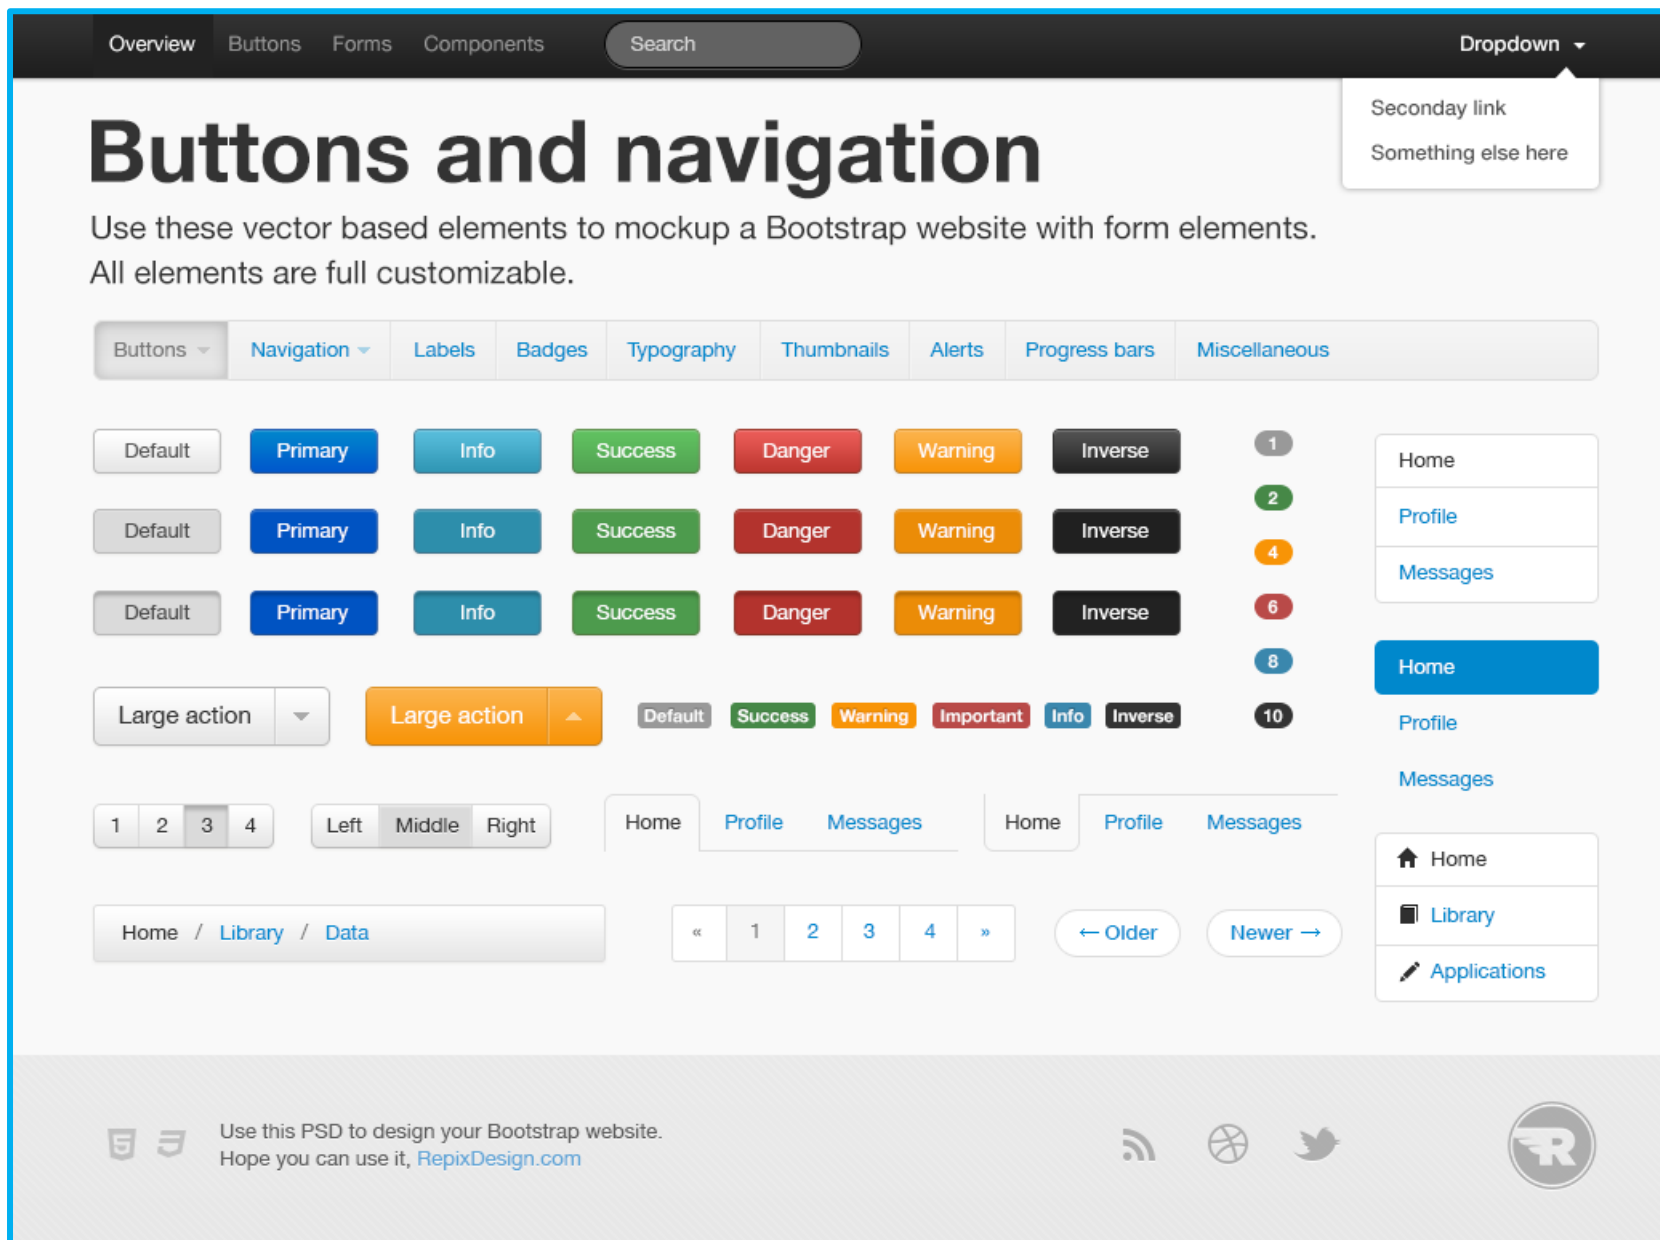 Overview Buttons Forms Components Search Dropdown
Seconday link
Something else here
Buttons and navigation
Use these vector based elements to mockup a Bootstrap website with form elements.
All elements are full customizable.
Buttons Navigation Labels Badges Typography Thumbnails Alerts Progress bars Miscellaneous
Default Primary Info Success Danger Warning Inverse
Default Primary Info Success Danger Warning Inverse
Default Primary Info Success Danger Warning Inverse
1
2
4
6
8
10
Home
Profile
Messages
Home
Profile
Messages
Large action Large action Default Success Warning Important Info Inverse
1 2 3 4 Left Middle Right Home Profile Messages Home Profile Messages
Home
Library
Applications
Home / Library / Data « 1 2 3 4 » ← Older Newer →
Use this PSD to design your Bootstrap website.
Hope you can use it, RepixDesign.com
5 3 R